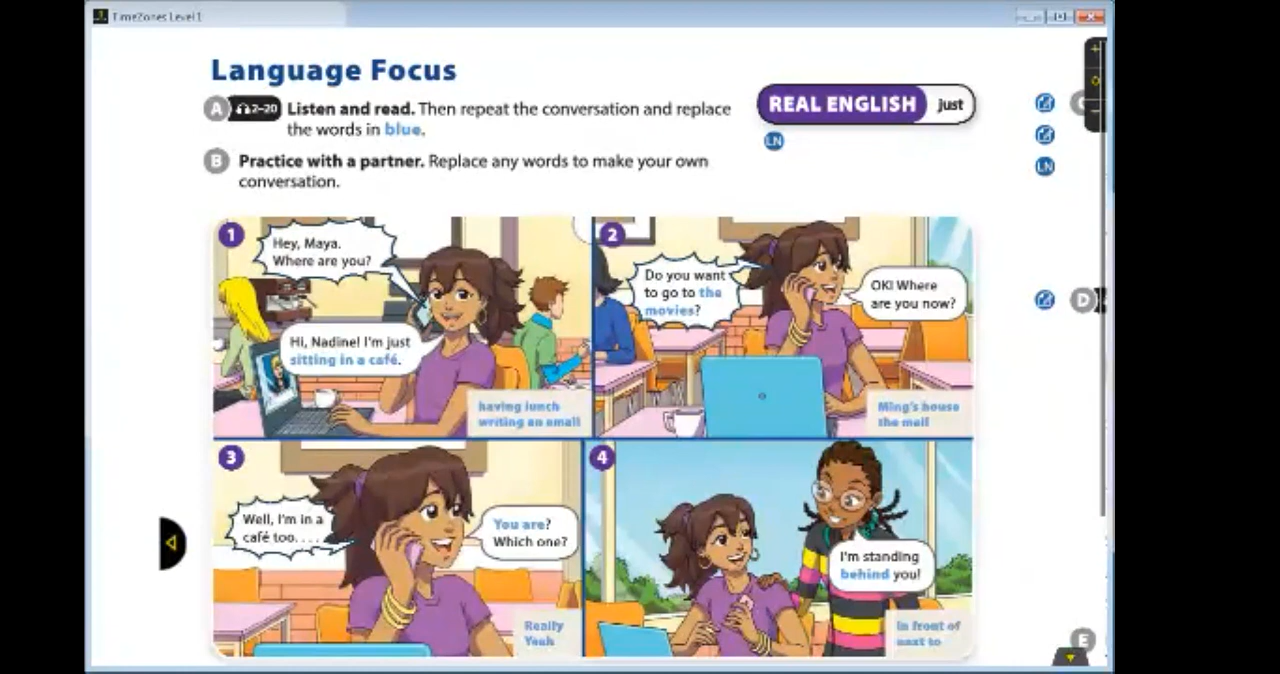 TimeZones Level 1
Language Focus
A 2–20 Listen and read. Then repeat the conversation and replace
the words in blue.
B Practice with a partner. Replace any words to make your own
conversation.
REAL ENGLISH just
LN
LN
C
D
E
1
Hey, Maya.
Where are you?
Hi, Nadine! I'm just
sitting in a café.
having lunch
writing an email
2
Do you want
to go to the
movies?
OK! Where
are you now?
Ming's house
the mall
3
Well, I'm in a
café too. . . .
You are?
Which one?
Really
Yeah
4
I'm standing
behind you!
in front of
next to